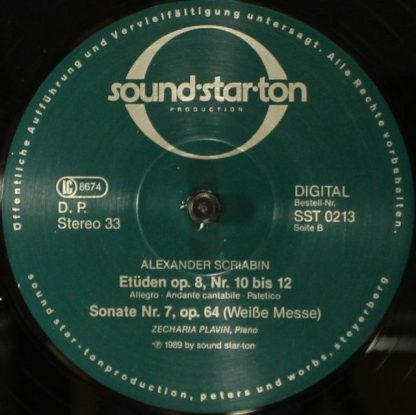 Öffentliche Aufführung und Vervielfältigung untersagt. Alle Rechte vorbehalten.
sound·star·ton
PRODUCTION
LC 8674
D. P.
Stereo 33
DIGITAL
Bestell-Nr.
SST 0213
Seite B
ALEXANDER SCRIABIN
Etüden op. 8, Nr. 10 bis 12
Allegro · Andante cantabile · Patetico
Sonate Nr. 7, op. 64 (Weiße Messe)
ZECHARIA PLAVIN, Piano
℗ 1989 by sound star-ton
sound star-tonproduction, peters und worbs, steyerberg